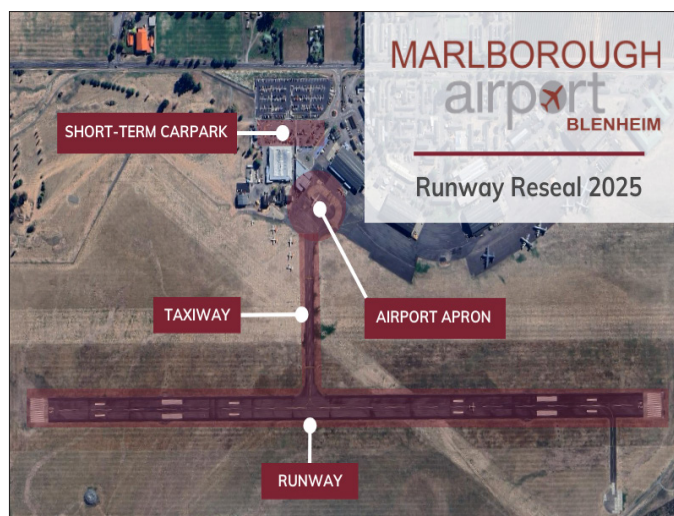 MARLBOROUGH
airport
BLENHEIM
Runway Reseal 2025
SHORT-TERM CARPARK
TAXIWAY
AIRPORT APRON
RUNWAY